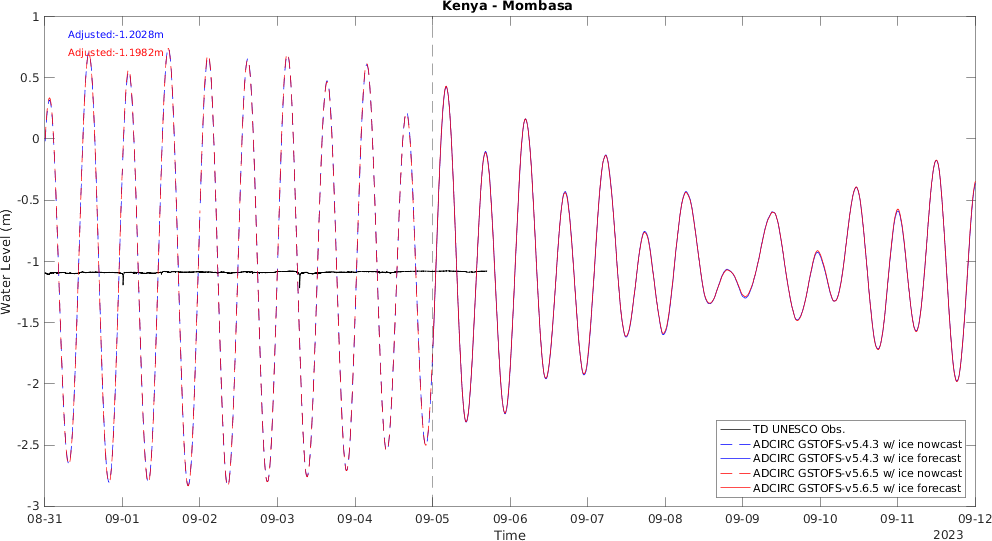 Kenya - Mombasa
Adjusted:-1.2028m
Adjusted:-1.1982m
Water Level (m)
1
0.5
0
-0.5
-1
-1.5
-2
-2.5
-3
TD UNESCO Obs.
ADCIRC GSTOFS-v5.4.3 w/ ice nowcast
ADCIRC GSTOFS-v5.4.3 w/ ice forecast
ADCIRC GSTOFS-v5.6.5 w/ ice nowcast
ADCIRC GSTOFS-v5.6.5 w/ ice forecast
08-31 09-01 09-02 09-03 09-04 09-05 09-06 09-07 09-08 09-09 09-10 09-11 09-12
Time
2023